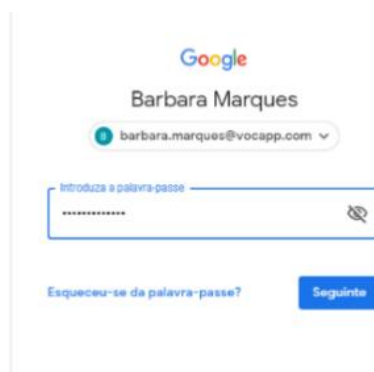 Google
Barbara Marques
B barbara.marques@vocapp.com
Introduza a palavra-passe
•••••••••••••
Esqueceu-se da palavra-passe?
Seguinte